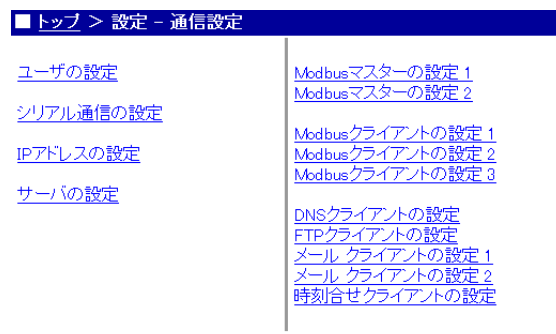 ■ トップ > 設定 - 通信設定
ユーザの設定
シリアル通信の設定
IPアドレスの設定
サーバの設定
Modbusマスターの設定 1
Modbusマスターの設定 2
Modbusクライアントの設定 1
Modbusクライアントの設定 2
Modbusクライアントの設定 3
DNSクライアントの設定
FTPクライアントの設定
メール クライアントの設定 1
メール クライアントの設定 2
時刻合せクライアントの設定